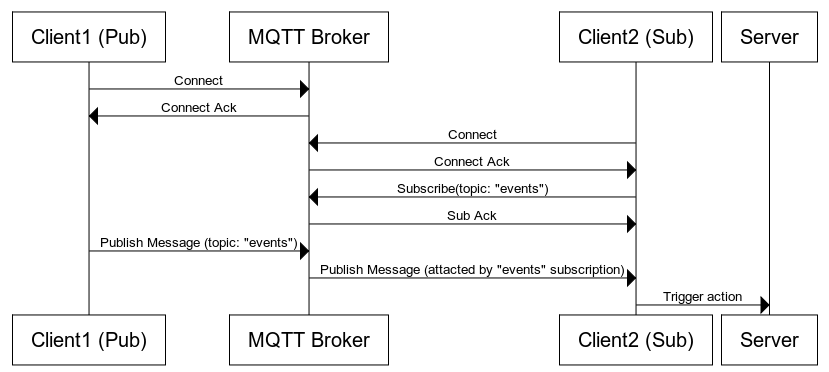 Client1 (Pub)
MQTT Broker
Client2 (Sub)
Server
Connect
Connect Ack
Connect
Connect Ack
Subscribe(topic: "events")
Sub Ack
Publish Message (topic: "events")
Publish Message (attacted by "events" subscription)
Trigger action
Client1 (Pub)
MQTT Broker
Client2 (Sub)
Server